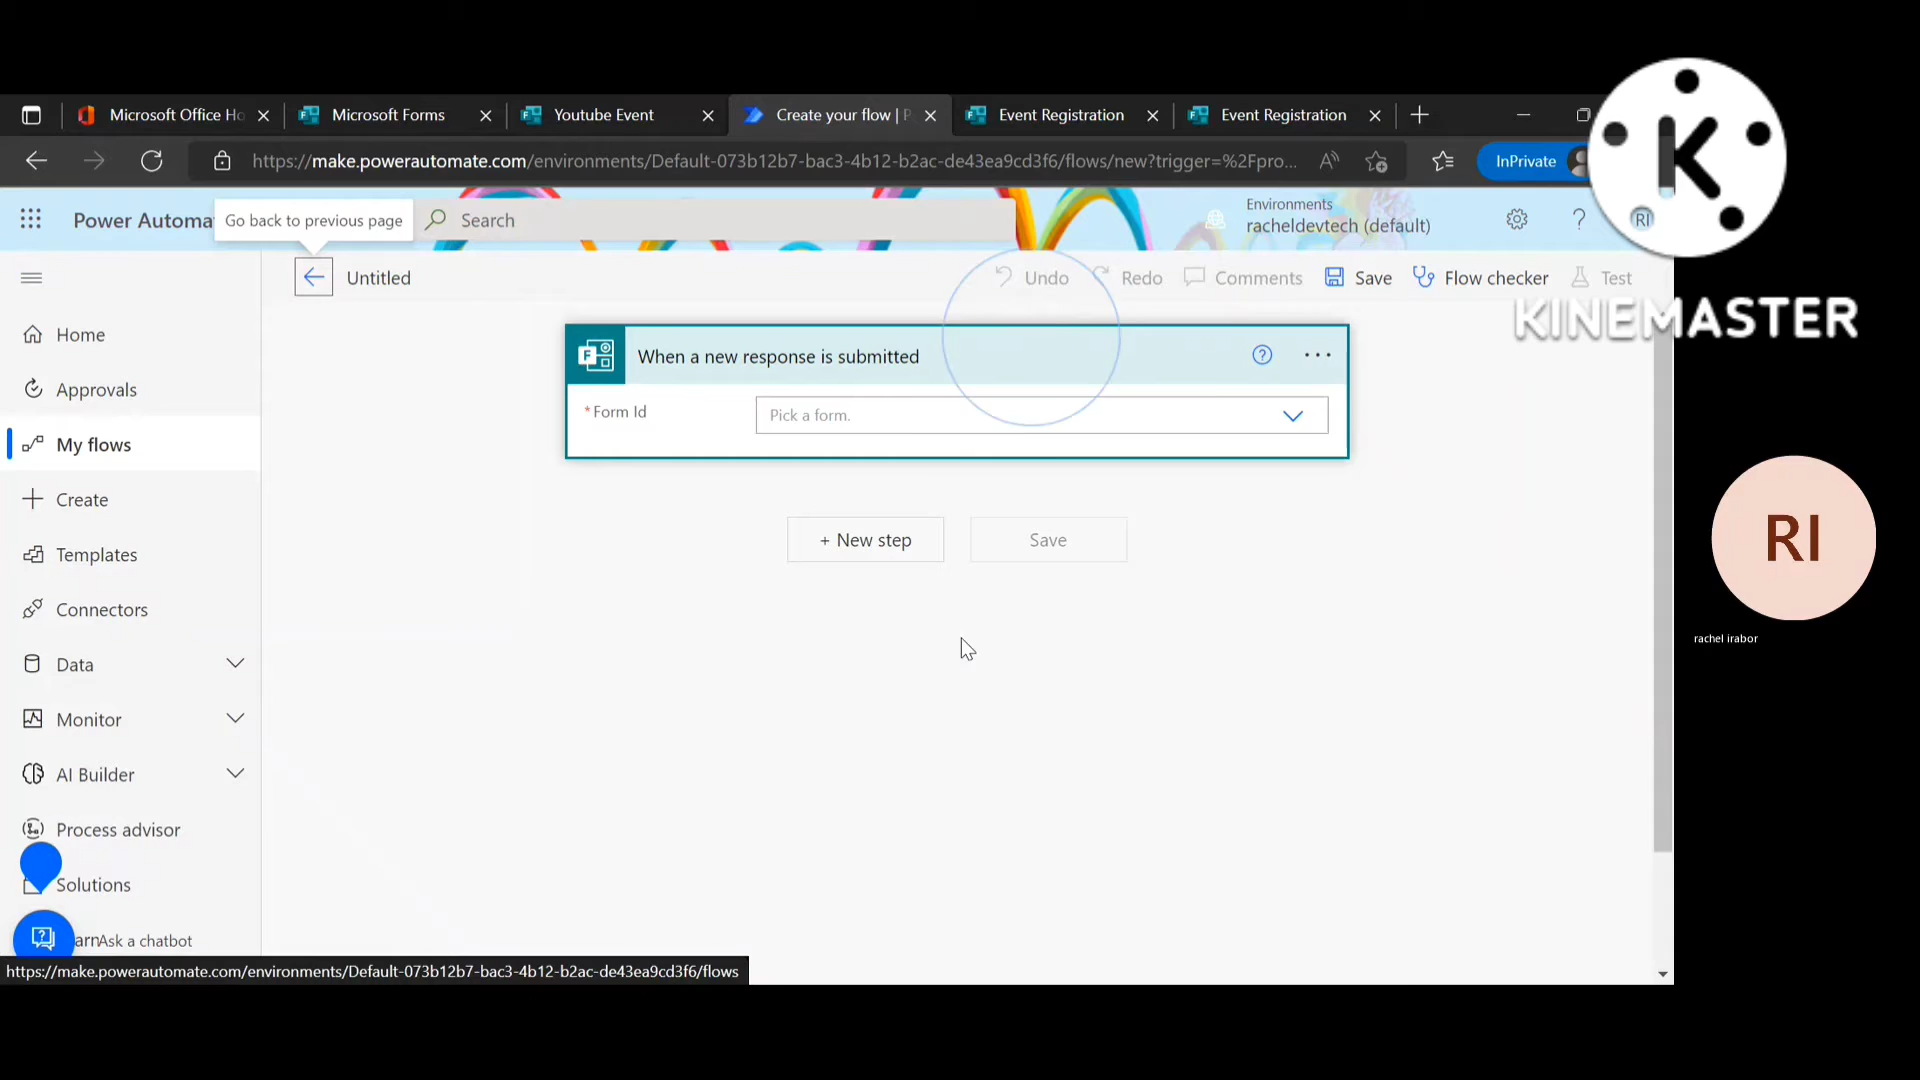 Microsoft Office Ho
Microsoft Forms
Youtube Event
Create your flow | P
Event Registration
Event Registration
https://make.powerautomate.com/environments/Default-073b12b7-bac3-4b12-b2ac-de43ea9cd3f6/flows/new?trigger=%2Fpro...
InPrivate
Power Automa
Go back to previous page
Search
Environments
racheldevtech (default)
?
RI
K
KINEMASTER
Untitled
Undo
Redo
Comments
Save
Flow checker
Test
Home
Approvals
My flows
Create
Templates
Connectors
Data
Monitor
AI Builder
Process advisor
Solutions
arn
Ask a chatbot
F
When a new response is submitted
?
...
* Form Id
Pick a form.
+ New step
Save
RI
rachel irabor
https://make.powerautomate.com/environments/Default-073b12b7-bac3-4b12-b2ac-de43ea9cd3f6/flows